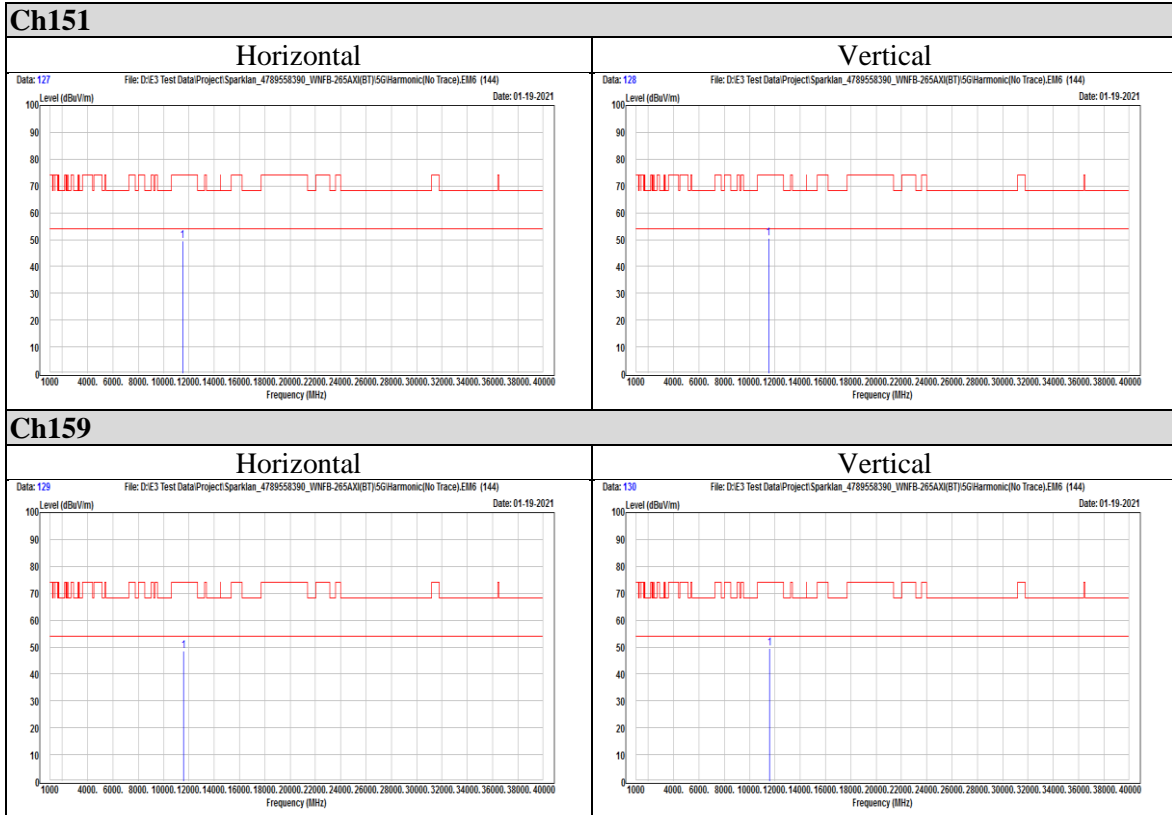 Ch151
Horizontal
Vertical
Data: 127 File: D:\E3 Test Data\Project\Sparklan_4789558390_WNFB-265AXI(BT)\5G\Harmonic(No Trace).EM6 (144)
Level (dBuV/m)
Date: 01-19-2021
100
90
80
70
60
50
40
30
20
10
0
1
1000 4000. 6000. 8000. 10000. 12000. 14000. 16000. 18000. 20000. 22000. 24000. 26000. 28000. 30000. 32000. 34000. 36000. 38000. 40000
Frequency (MHz)
Data: 128 File: D:\E3 Test Data\Project\Sparklan_4789558390_WNFB-265AXI(BT)\5G\Harmonic(No Trace).EM6 (144)
Level (dBuV/m)
Date: 01-19-2021
100
90
80
70
60
50
40
30
20
10
0
1
1000 4000. 6000. 8000. 10000. 12000. 14000. 16000. 18000. 20000. 22000. 24000. 26000. 28000. 30000. 32000. 34000. 36000. 38000. 40000
Frequency (MHz)
Ch159
Horizontal
Vertical
Data: 129 File: D:\E3 Test Data\Project\Sparklan_4789558390_WNFB-265AXI(BT)\5G\Harmonic(No Trace).EM6 (144)
Level (dBuV/m)
Date: 01-19-2021
100
90
80
70
60
50
40
30
20
10
0
1
1000 4000. 6000. 8000. 10000. 12000. 14000. 16000. 18000. 20000. 22000. 24000. 26000. 28000. 30000. 32000. 34000. 36000. 38000. 40000
Frequency (MHz)
Data: 130 File: D:\E3 Test Data\Project\Sparklan_4789558390_WNFB-265AXI(BT)\5G\Harmonic(No Trace).EM6 (144)
Level (dBuV/m)
Date: 01-19-2021
100
90
80
70
60
50
40
30
20
10
0
1
1000 4000. 6000. 8000. 10000. 12000. 14000. 16000. 18000. 20000. 22000. 24000. 26000. 28000. 30000. 32000. 34000. 36000. 38000. 40000
Frequency (MHz)